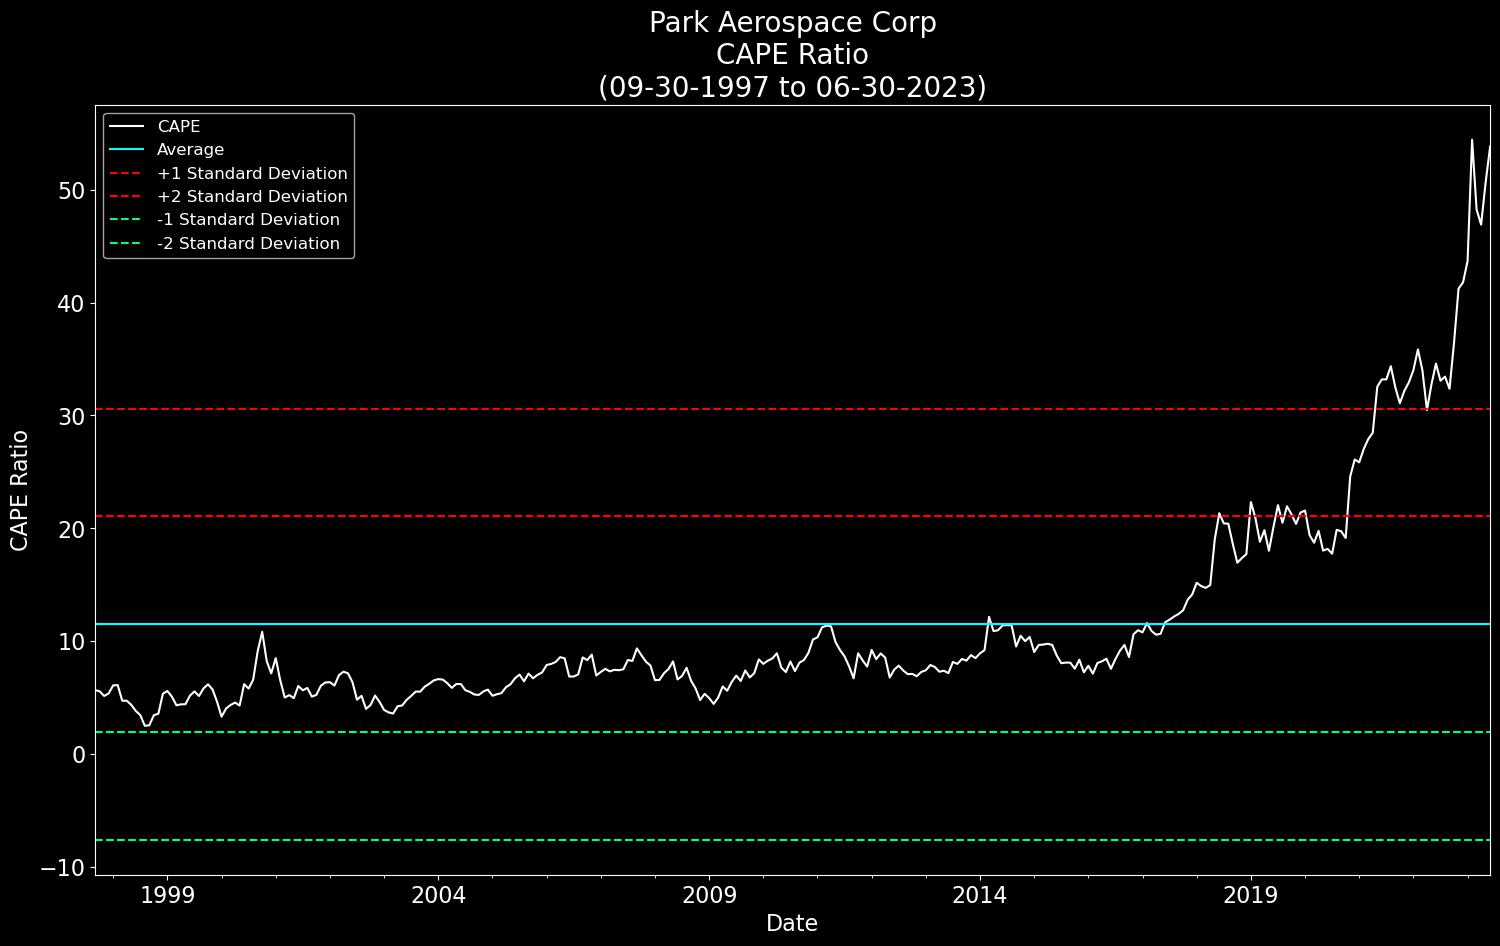 Park Aerospace Corp
CAPE Ratio
(09-30-1997 to 06-30-2023)
CAPE
Average
+1 Standard Deviation
+2 Standard Deviation
-1 Standard Deviation
-2 Standard Deviation
50
40
30
20
10
0
−10
CAPE Ratio
1999
2004
2009
2014
2019
Date